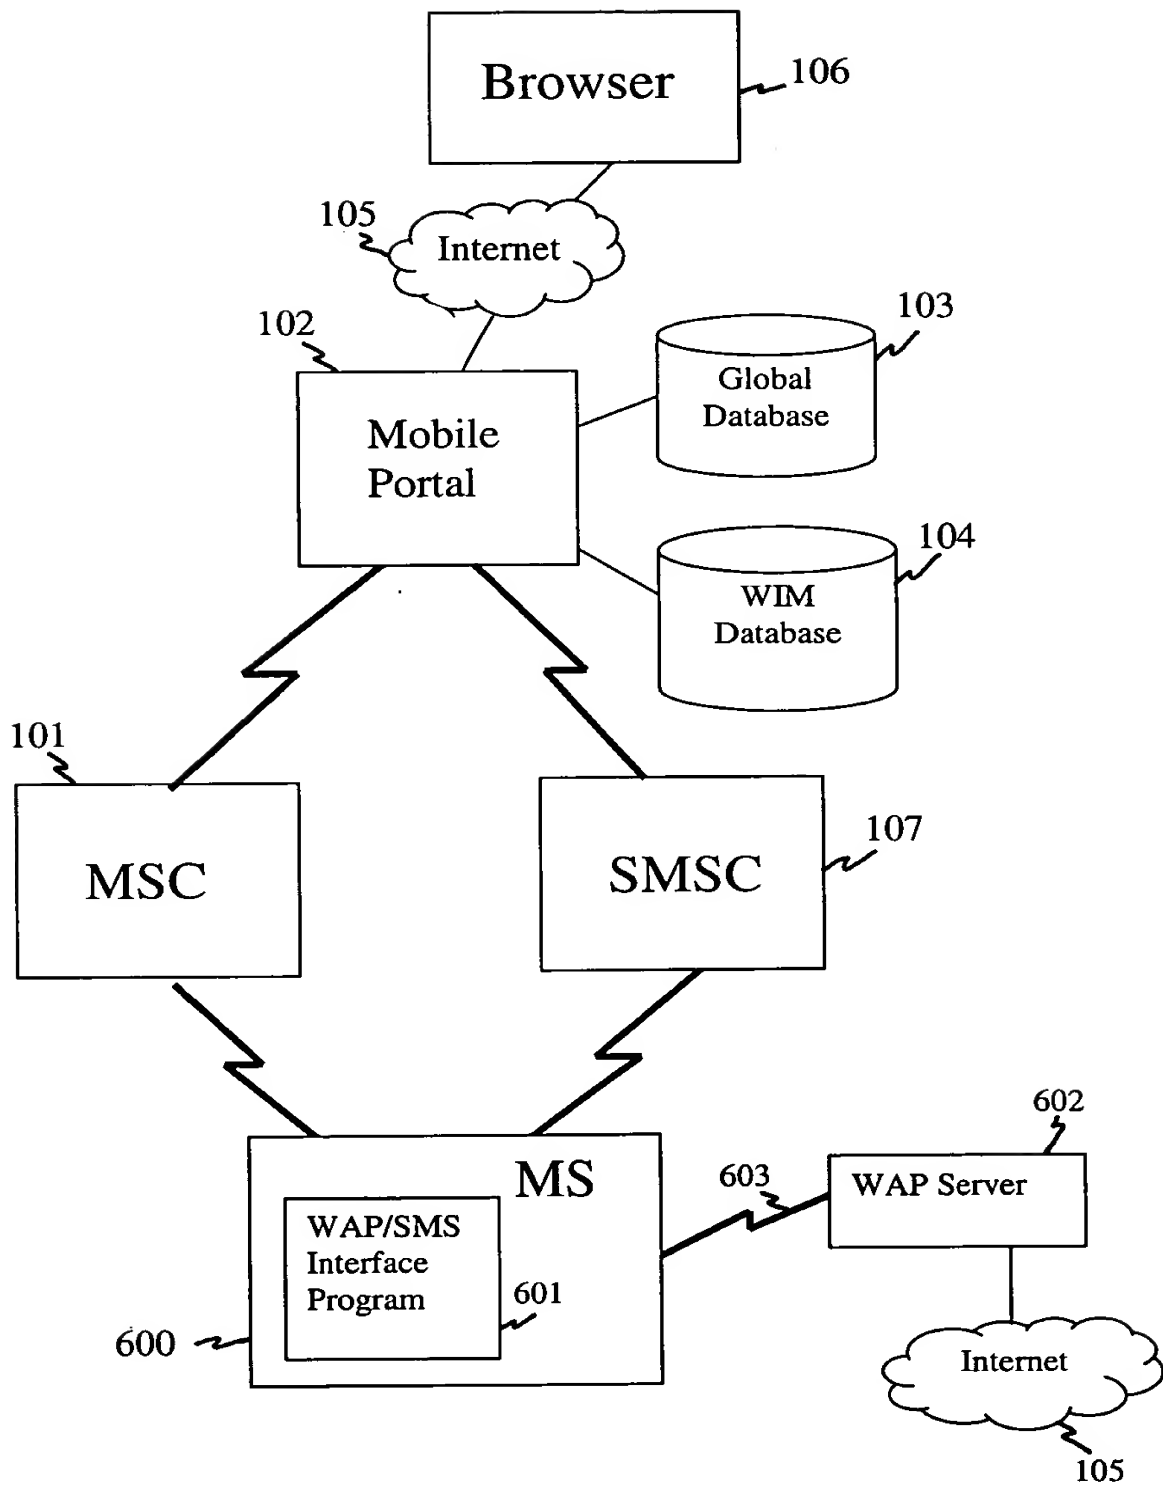 Browser
106
105
Internet
102
103
Global
Database
Mobile
Portal
104
WIM
Database
101
107
MSC
SMSC
602
MS
603
WAP Server
WAP/SMS
Interface
Program
601
600
Internet
105